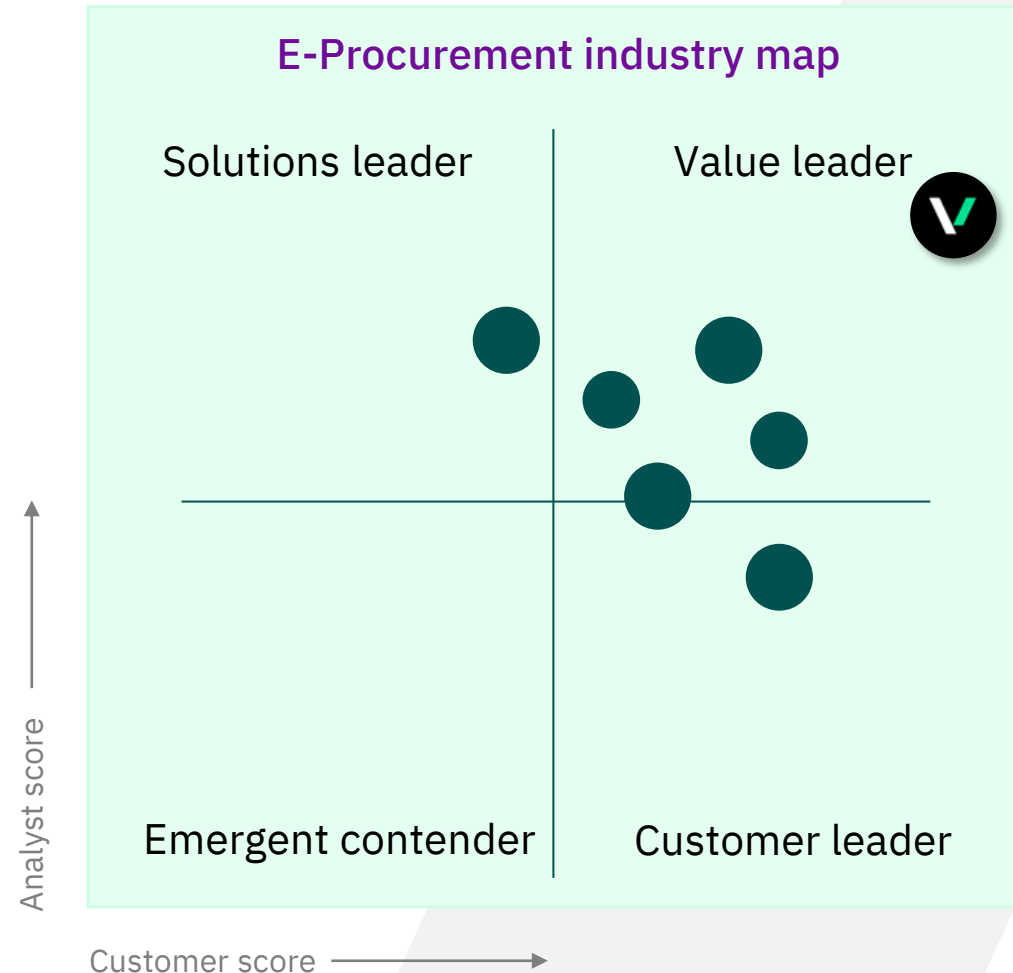 E-Procurement industry map
Solutions leader
Value leader
Emergent contender
Customer leader
Analyst score
Customer score